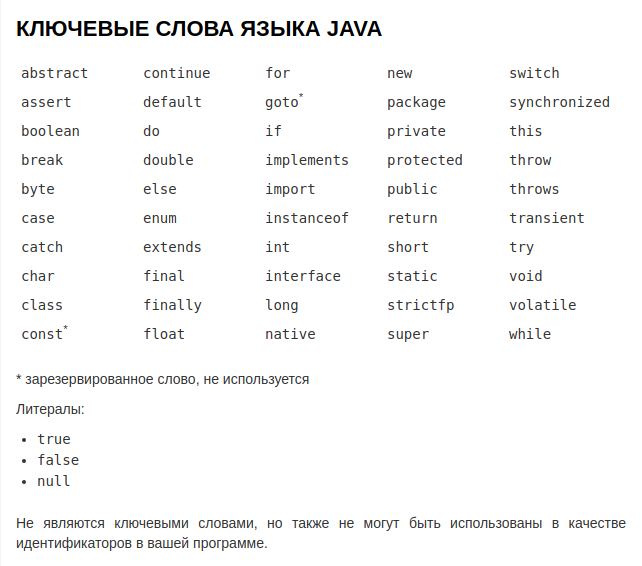 КЛЮЧЕВЫЕ СЛОВА ЯЗЫКА JAVA
abstract continue for new switch
assert default goto* package synchronized
boolean do if private this
break double implements protected throw
byte else import public throws
case enum instanceof return transient
catch extends int short try
char final interface static void
class finally long strictfp volatile
const* float native super while
* зарезервированное слово, не используется
Литералы:
• true
• false
• null
Не являются ключевыми словами, но также не могут быть использованы в качестве
идентификаторов в вашей программе.